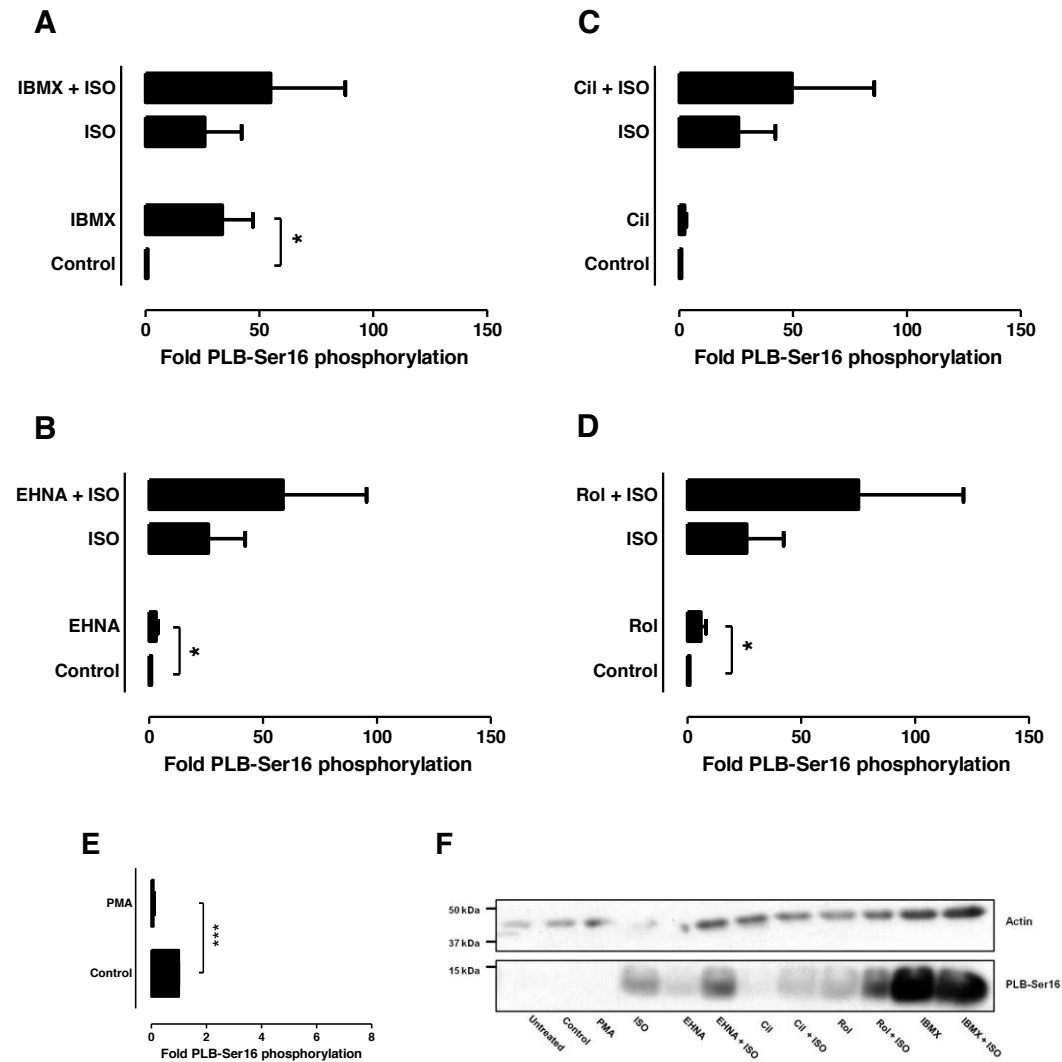 A
IBMX + ISO
ISO
IBMX
*
Control
0 50 100 150
Fold PLB-Ser16 phosphorylation
C
Cil + ISO
ISO
Cil
Control
0 50 100 150
Fold PLB-Ser16 phosphorylation
B
EHNA + ISO
ISO
EHNA
*
Control
0 50 100 150
Fold PLB-Ser16 phosphorylation
D
Rol + ISO
ISO
Rol
*
Control
0 50 100 150
Fold PLB-Ser16 phosphorylation
E
PMA
***
Control
0 2 4 6 8
Fold PLB-Ser16 phosphorylation
F
50 kDa
Actin
37 kDa
15 kDa
PLB-Ser16
Untreated
Control
PMA
ISO
EHNA
EHNA + ISO
Cil
Cil + ISO
Rol
Rol + ISO
IBMX
IBMX + ISO